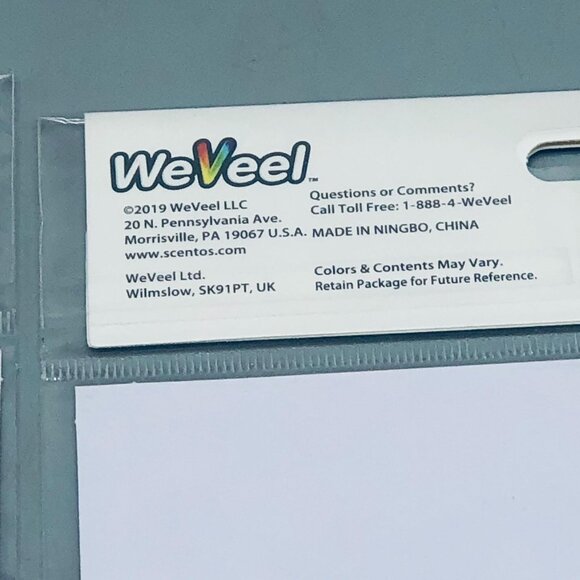 WeVeel™
©2019 WeVeel LLC
20 N. Pennsylvania Ave.
Morrisville, PA 19067 U.S.A.
www.scentos.com
WeVeel Ltd.
Wilmslow, SK91PT, UK
Questions or Comments?
Call Toll Free: 1-888-4-WeVeel
MADE IN NINGBO, CHINA
Colors & Contents May Vary.
Retain Package for Future Reference.